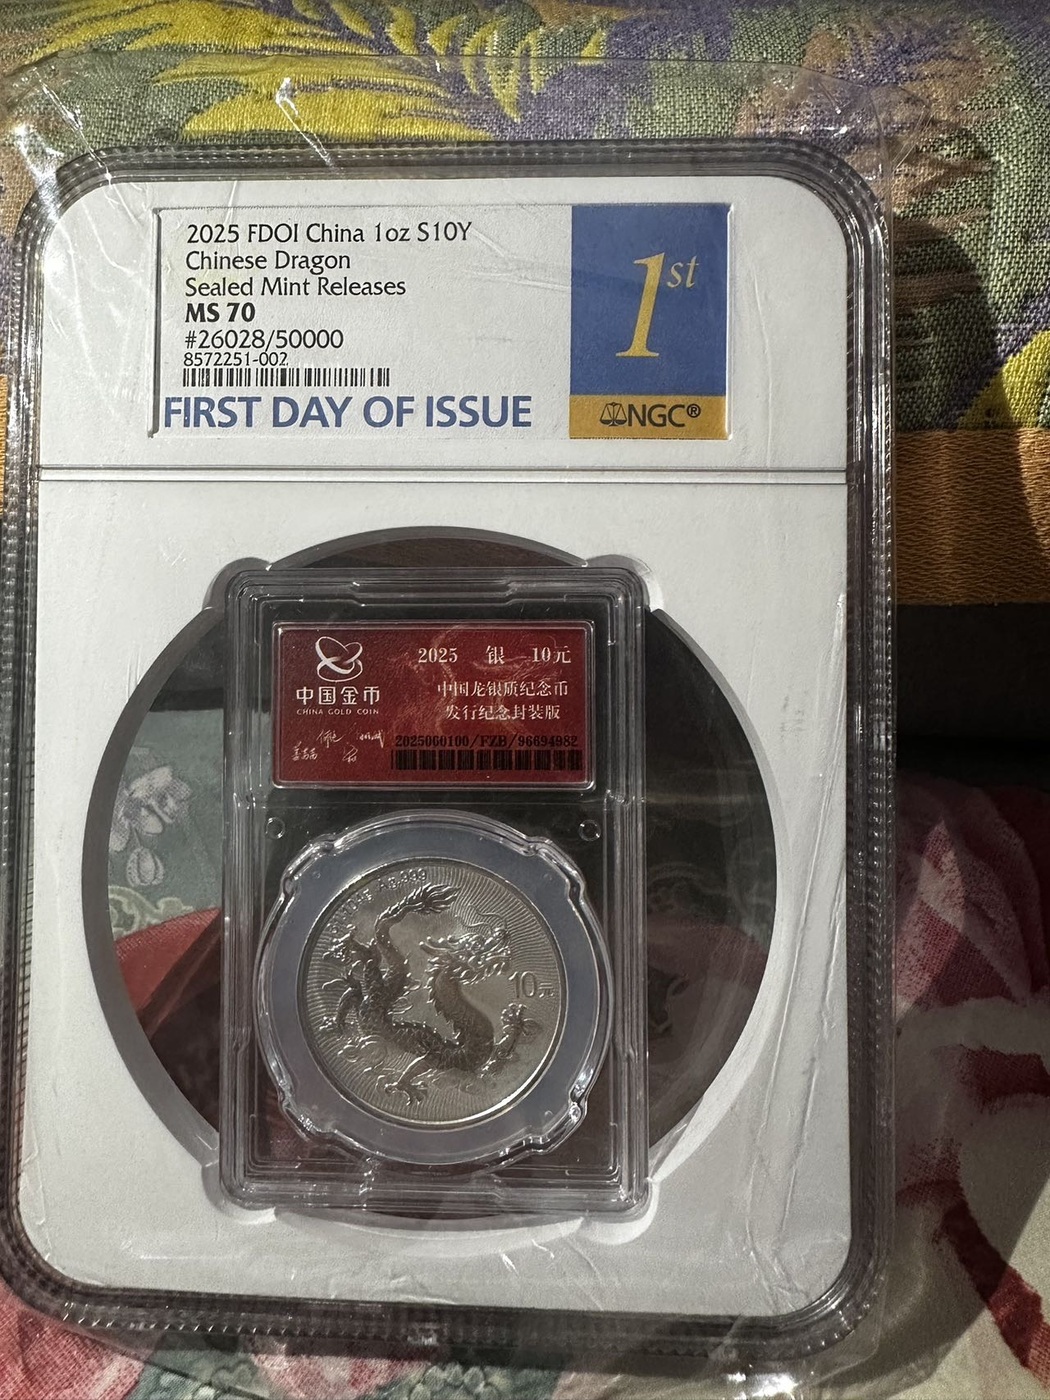 2025 FDOI China 1oz S10Y
Chinese Dragon
Sealed Mint Releases
MS 70
#26028/50000
8572251-002
FIRST DAY OF ISSUE
1st
NGC®
中国金币
CHINA GOLD COIN
2025 银 10元
中国龙银质纪念币
发行纪念封装版
2025060100/FZB/96694982
Ag.999
10元